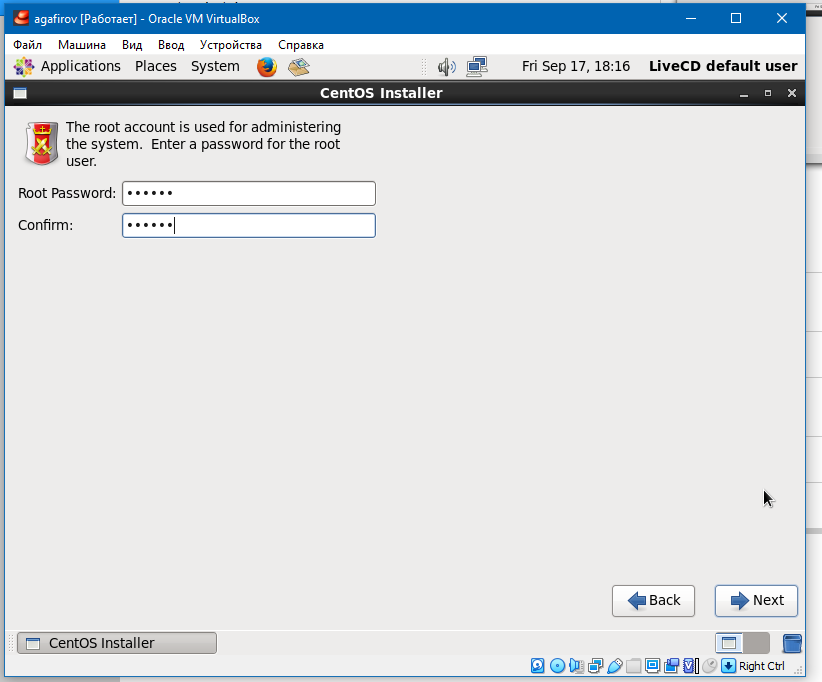 agafirov [Работает] - Oracle VM VirtualBox
Файл Машина Вид Ввод Устройства Справка
Applications Places System Fri Sep 17, 18:16 LiveCD default user
CentOS Installer
The root account is used for administering
the system. Enter a password for the root
user.
Root Password: ••••••
Confirm: ••••••
Back Next
CentOS Installer
Right Ctrl